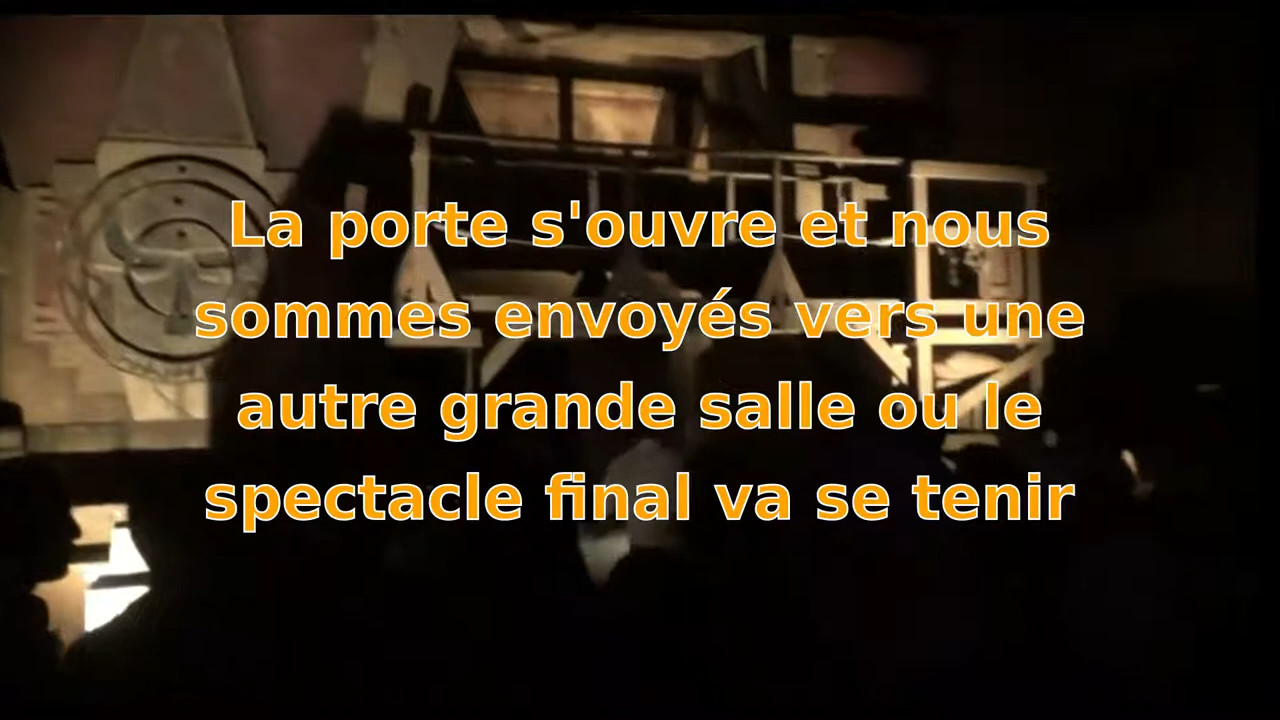 La porte s'ouvre et nous
sommes envoyés vers une
autre grande salle ou le
spectacle final va se tenir